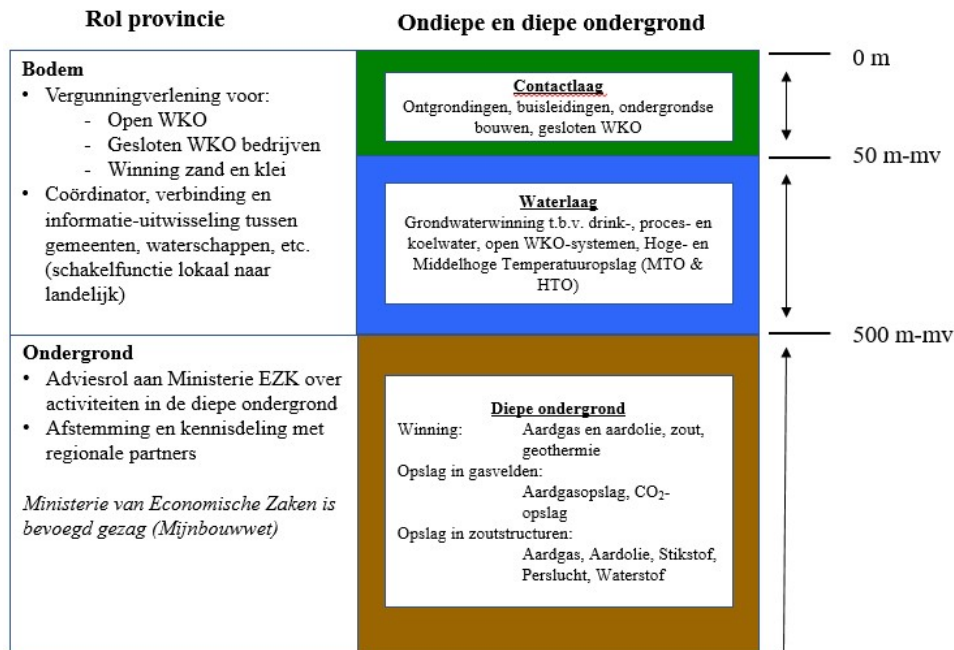 Rol provincie
Ondiepe en diepe ondergrond
Bodem
• Vergunningverlening voor:
- Open WKO
- Gesloten WKO bedrijven
- Winning zand en klei
• Coördinator, verbinding en
informatie-uitwisseling tussen
gemeenten, waterschappen, etc.
(schakelfunctie lokaal naar
landelijk)
Ondergrond
• Adviesrol aan Ministerie EZK over
activiteiten in de diepe ondergrond
• Afstemming en kennisdeling met
regionale partners
Ministerie van Economische Zaken is
bevoegd gezag (Mijnbouwwet)
Contactlaag
Ontgrondingen, buisleidingen, ondergrondse
bouwen, gesloten WKO
Waterlaag
Grondwaterwinning t.b.v. drink-, proces- en
koelwater, open WKO-systemen, Hoge- en
Middelhoge Temperatuuropslag (MTO &
HTO)
Diepe ondergrond
Winning: Aardgas en aardolie, zout,
geothermie
Opslag in gasvelden:
Aardgasopslag, CO₂-
opslag
Opslag in zoutstructuren:
Aardgas, Aardolie, Stikstof,
Perslucht, Waterstof
0 m
50 m-mv
500 m-mv